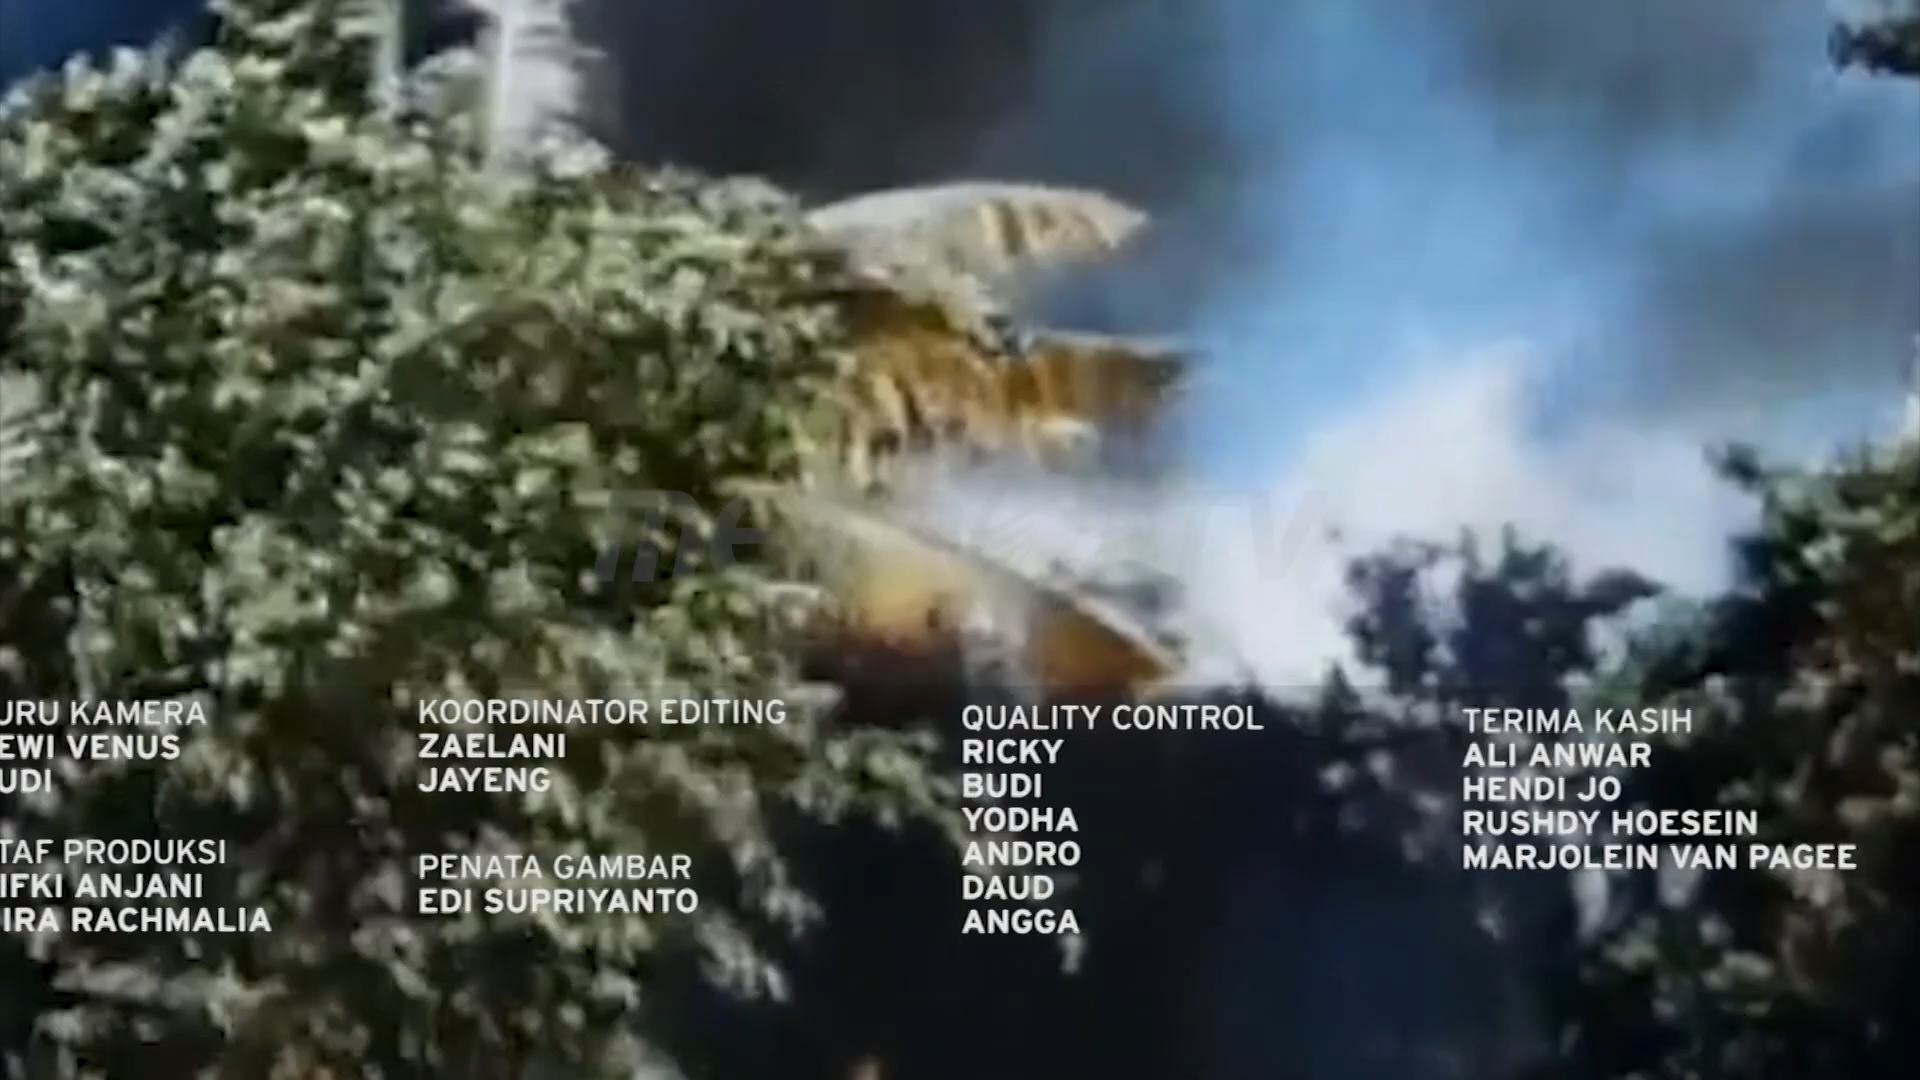 URU KAMERA
EWI VENUS
UDI
TAF PRODUKSI
IFKI ANJANI
IRA RACHMALIA
KOORDINATOR EDITING
ZAELANI
JAYENG
PENATA GAMBAR
EDI SUPRIYANTO
QUALITY CONTROL
RICKY
BUDI
YODHA
ANDRO
DAUD
ANGGA
TERIMA KASIH
ALI ANWAR
HENDI JO
RUSHDY HOESEIN
MARJOLEIN VAN PAGEE